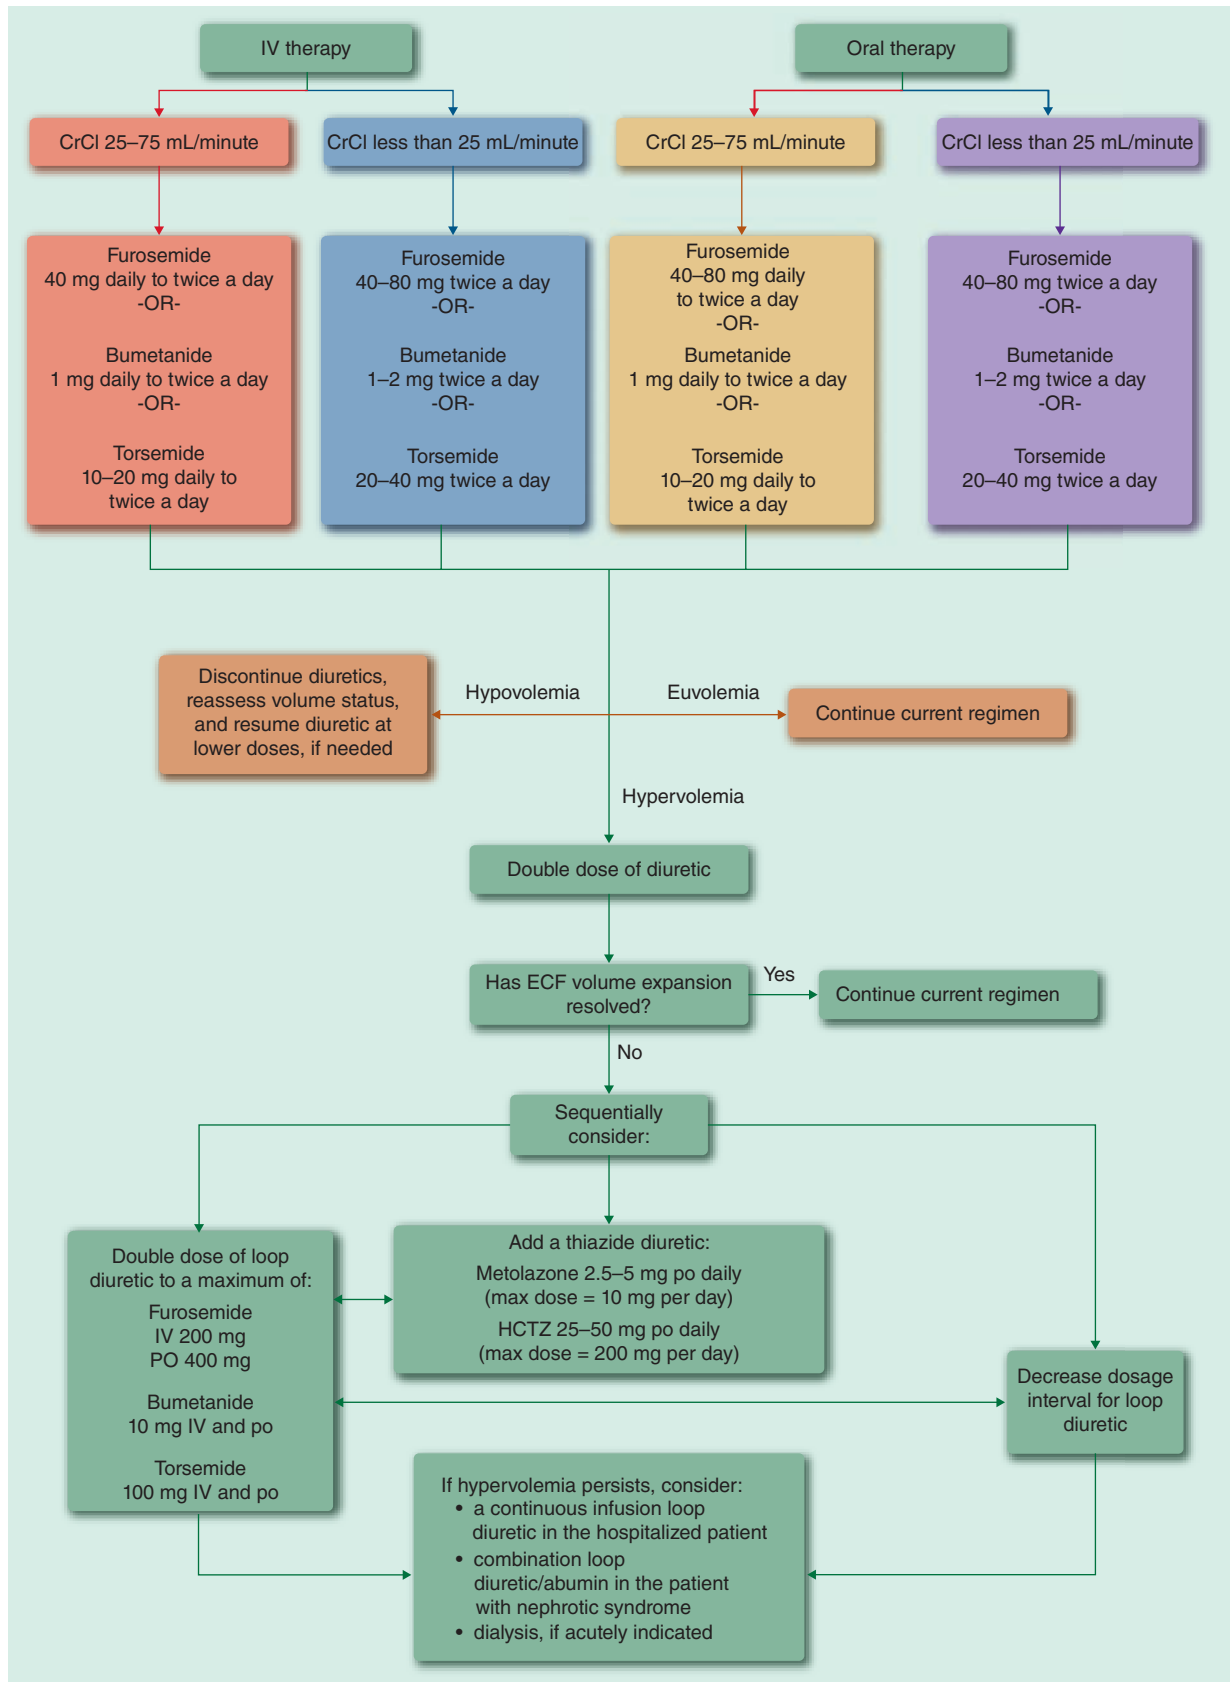 IV therapy
Oral therapy
CrCl 25–75 mL/minute
CrCl less than 25 mL/minute
CrCl 25–75 mL/minute
CrCl less than 25 mL/minute
Furosemide
40 mg daily to twice a day
-OR-
Bumetanide
1 mg daily to twice a day
-OR-
Torsemide
10–20 mg daily to
twice a day
Furosemide
40–80 mg twice a day
-OR-
Bumetanide
1–2 mg twice a day
-OR-
Torsemide
20–40 mg twice a day
Furosemide
40–80 mg daily
to twice a day
-OR-
Bumetanide
1 mg daily to twice a day
-OR-
Torsemide
10–20 mg daily to
twice a day
Furosemide
40–80 mg twice a day
-OR-
Bumetanide
1–2 mg twice a day
-OR-
Torsemide
20–40 mg twice a day
Discontinue diuretics,
reassess volume status,
and resume diuretic at
lower doses, if needed
Hypovolemia
Euvolemia
Continue current regimen
Hypervolemia
Double dose of diuretic
Has ECF volume expansion
resolved?
Yes
Continue current regimen
No
Sequentially
consider:
Double dose of loop
diuretic to a maximum of:
Furosemide
IV 200 mg
PO 400 mg
Bumetanide
10 mg IV and po
Torsemide
100 mg IV and po
Add a thiazide diuretic:
Metolazone 2.5–5 mg po daily
(max dose = 10 mg per day)
HCTZ 25–50 mg po daily
(max dose = 200 mg per day)
Decrease dosage
interval for loop
diuretic
If hypervolemia persists, consider:
• a continuous infusion loop
diuretic in the hospitalized patient
• combination loop
diuretic/abumin in the patient
with nephrotic syndrome
• dialysis, if acutely indicated